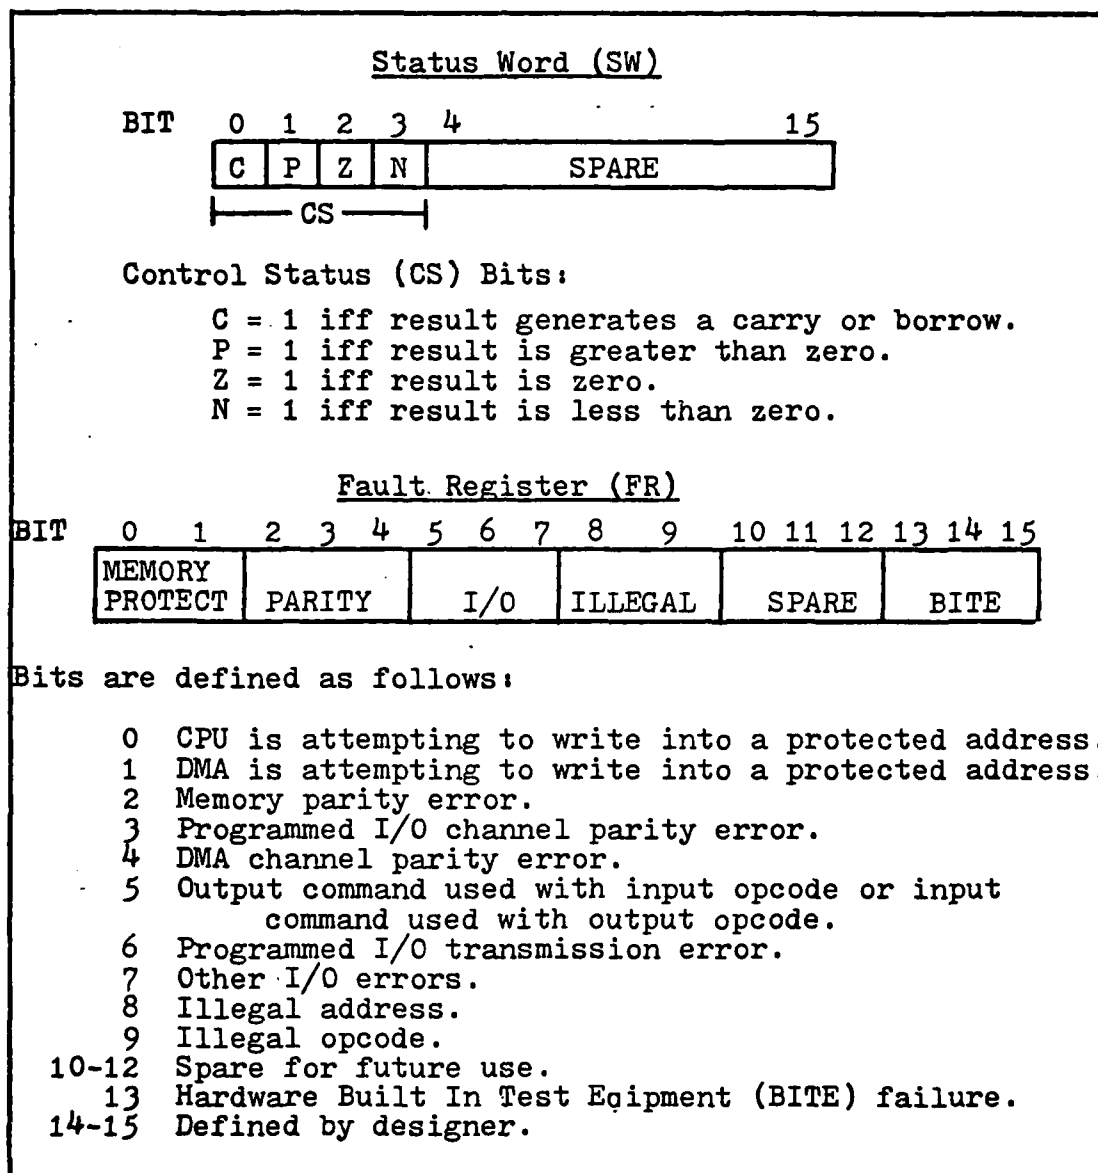 Status Word (SW)
BIT 0 1 2 3 4 15
C P Z N SPARE
CS
Control Status (CS) Bits:
C = 1 iff result generates a carry or borrow.
P = 1 iff result is greater than zero.
Z = 1 iff result is zero.
N = 1 iff result is less than zero.
Fault Register (FR)
BIT 0 1 2 3 4 5 6 7 8 9 10 11 12 13 14 15
MEMORY
PROTECT PARITY I/O ILLEGAL SPARE BITE
Bits are defined as follows:
0 CPU is attempting to write into a protected address.
1 DMA is attempting to write into a protected address.
2 Memory parity error.
3 Programmed I/O channel parity error.
4 DMA channel parity error.
5 Output command used with input opcode or input
command used with output opcode.
6 Programmed I/O transmission error.
7 Other I/O errors.
8 Illegal address.
9 Illegal opcode.
10-12 Spare for future use.
13 Hardware Built In Test Eqipment (BITE) failure.
14-15 Defined by designer.